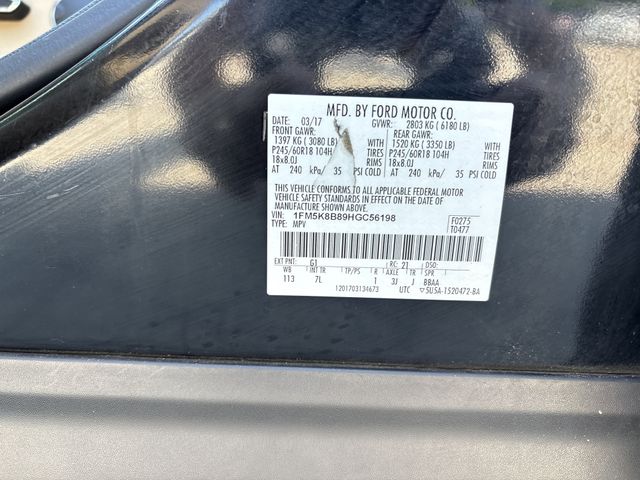 MFD. BY FORD MOTOR CO.
DATE: 03/17 GVWR: 2803 KG ( 6180 LB)
FRONT GAWR: REAR GAWR:
1397 KG ( 3080 LB) WITH 1520 KG ( 3350 LB) WITH
P245/60R18 104H TIRES P245/60R18 104H TIRES
18x8.0J RIMS 18x8.0J RIMS
AT 240 kPa/ 35 PSI COLD AT 240 kPa/ 35 PSI COLD
THIS VEHICLE CONFORMS TO ALL APPLICABLE FEDERAL MOTOR
VEHICLE SAFETY STANDARDS IN EFFECT ON THE DATE OF
MANUFACTURE SHOWN ABOVE.
VIN: 1FM5K8B89HGC56198 F0275
TYPE: MPV T0477
EXT PNT: G1 RC: 21 DSO:
WB INT TR TP/PS R AXLE TR SPR
113 7L 1 3J J BBAA
1201703134673 UTC ▽5U5A-1520472-BA